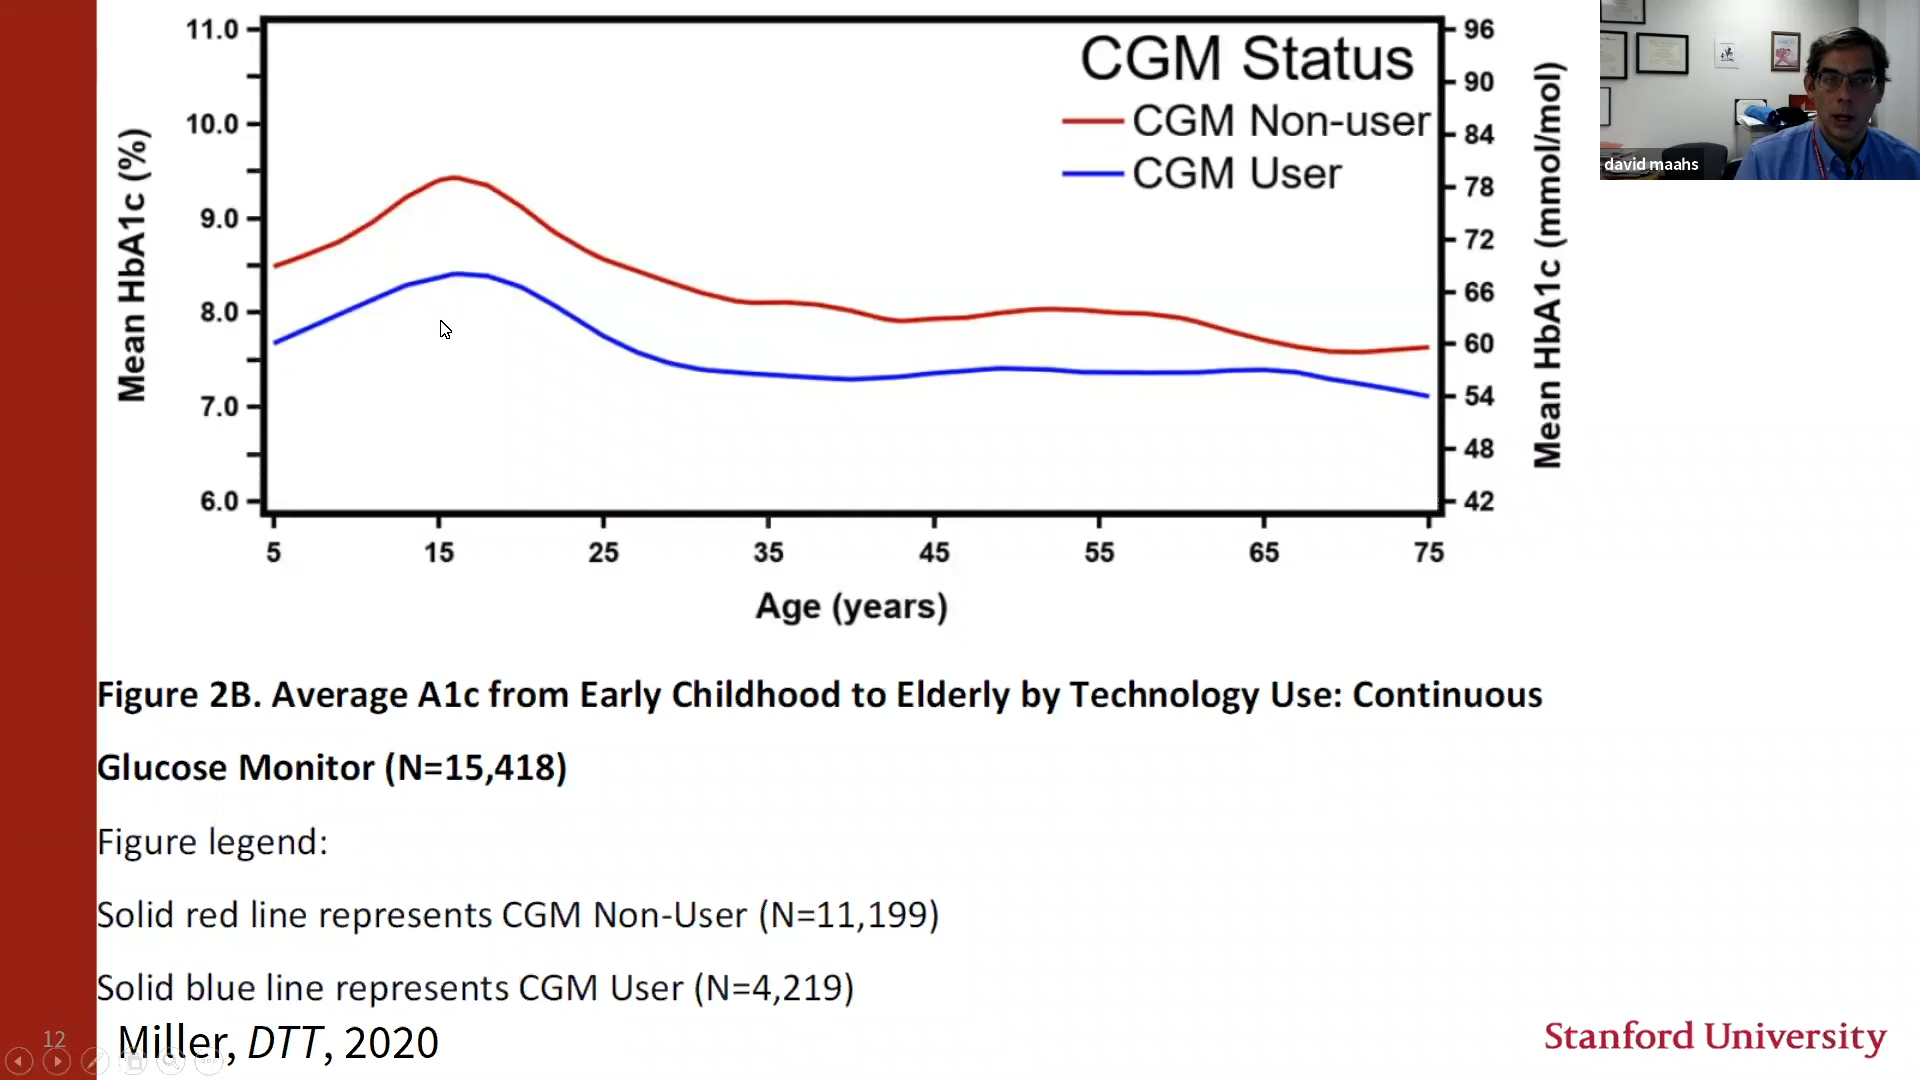 11.0
10.0
9.0
8.0
7.0
6.0
Mean HbA1c (%)
CGM Status
CGM Non-user
CGM User
96
90
84
78
72
66
60
54
48
42
Mean HbA1c (mmol/mol)
5 15 25 35 45 55 65 75
Age (years)
david maahs
Figure 2B. Average A1c from Early Childhood to Elderly by Technology Use: Continuous
Glucose Monitor (N=15,418)
Figure legend:
Solid red line represents CGM Non-User (N=11,199)
Solid blue line represents CGM User (N=4,219)
12
Miller, DTT, 2020
Stanford University